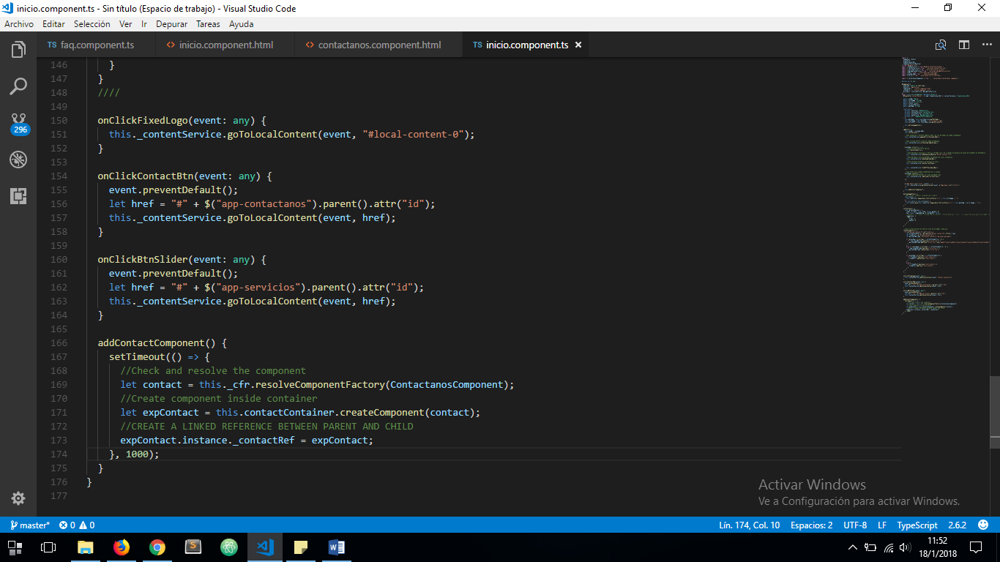 inicio.component.ts - Sin título (Espacio de trabajo) - Visual Studio Code
Archivo Editar Selección Ver Ir Depurar Tareas Ayuda
TS faq.component.ts <> inicio.component.html <> contactanos.component.html TS inicio.component.ts ×
296
146 }
147 }
148 ////
149
150 onClickFixedLogo(event: any) {
151 this._contentService.goToLocalContent(event, "#local-content-0");
152 }
153
154 onClickContactBtn(event: any) {
155 event.preventDefault();
156 let href = "#" + $("app-contactanos").parent().attr("id");
157 this._contentService.goToLocalContent(event, href);
158 }
159
160 onClickBtnSlider(event: any) {
161 event.preventDefault();
162 let href = "#" + $("app-servicios").parent().attr("id");
163 this._contentService.goToLocalContent(event, href);
164 }
165
166 addContactComponent() {
167 setTimeout(() => {
168 //Check and resolve the component
169 let contact = this._cfr.resolveComponentFactory(ContactanosComponent);
170 //Create component inside container
171 let expContact = this.contactContainer.createComponent(contact);
172 //CREATE A LINKED REFERENCE BETWEEN PARENT AND CHILD
173 expContact.instance._contactRef = expContact;
174 }, 1000);
175 }
176 }
177
Activar Windows
Ve a Configuración para activar Windows.
master* 0 0 Lín. 174, Col. 10 Espacios: 2 UTF-8 LF TypeScript 2.6.2
11:52
18/1/2018